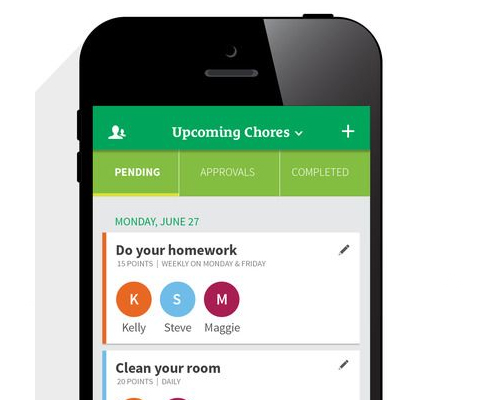 Upcoming Chores
PENDING APPROVALS COMPLETED
MONDAY, JUNE 27
Do your homework
15 POINTS | WEEKLY ON MONDAY & FRIDAY
K S M
Kelly Steve Maggie
Clean your room
20 POINTS | DAILY